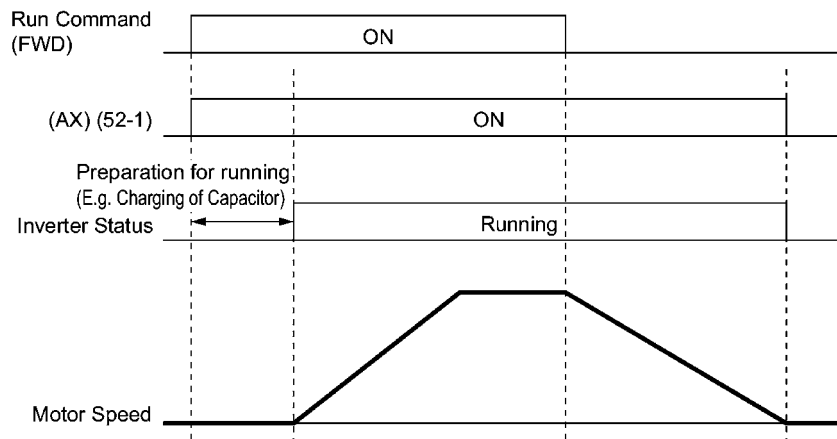 Run Command
(FWD)
ON
(AX) (52-1)
ON
Preparation for running
(E.g. Charging of Capacitor)
Inverter Status
Running
Motor Speed